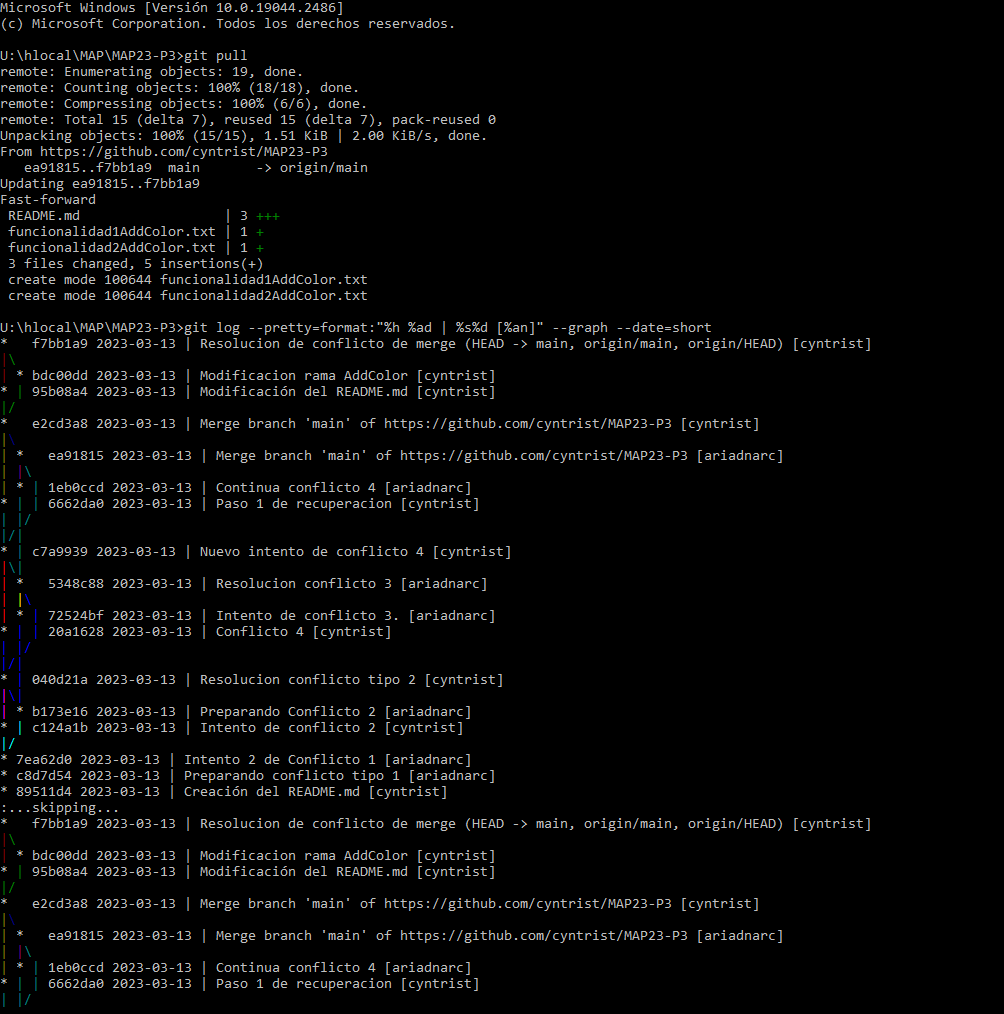 Microsoft Windows [Versión 10.0.19044.2486]
(c) Microsoft Corporation. Todos los derechos reservados.
U:\hlocal\MAP\MAP23-P3>git pull
remote: Enumerating objects: 19, done.
remote: Counting objects: 100% (18/18), done.
remote: Compressing objects: 100% (6/6), done.
remote: Total 15 (delta 7), reused 15 (delta 7), pack-reused 0
Unpacking objects: 100% (15/15), 1.51 KiB | 2.00 KiB/s, done.
From https://github.com/cyntrist/MAP23-P3
   ea91815..f7bb1a9  main       -> origin/main
Updating ea91815..f7bb1a9
Fast-forward
 README.md                  | 3 +++
 funcionalidad1AddColor.txt | 1 +
 funcionalidad2AddColor.txt | 1 +
 3 files changed, 5 insertions(+)
 create mode 100644 funcionalidad1AddColor.txt
 create mode 100644 funcionalidad2AddColor.txt
U:\hlocal\MAP\MAP23-P3>git log --pretty=format:"%h %ad | %s%d [%an]" --graph --date=short
*   f7bb1a9 2023-03-13 | Resolucion de conflicto de merge (HEAD -> main, origin/main, origin/HEAD) [cyntrist]
|\
| * bdc00dd 2023-03-13 | Modificacion rama AddColor [cyntrist]
* | 95b08a4 2023-03-13 | Modificación del README.md [cyntrist]
|/
*   e2cd3a8 2023-03-13 | Merge branch 'main' of https://github.com/cyntrist/MAP23-P3 [cyntrist]
|\
| *   ea91815 2023-03-13 | Merge branch 'main' of https://github.com/cyntrist/MAP23-P3 [ariadnarc]
| |\
| * | 1eb0ccd 2023-03-13 | Continua conflicto 4 [ariadnarc]
* | | 6662da0 2023-03-13 | Paso 1 de recuperacion [cyntrist]
| |/
|/|
* | c7a9939 2023-03-13 | Nuevo intento de conflicto 4 [cyntrist]
|\|
| *   5348c88 2023-03-13 | Resolucion conflicto 3 [ariadnarc]
| |\
| * | 72524bf 2023-03-13 | Intento de conflicto 3. [ariadnarc]
* | | 20a1628 2023-03-13 | Conflicto 4 [cyntrist]
| |/
|/|
* | 040d21a 2023-03-13 | Resolucion conflicto tipo 2 [cyntrist]
|\|
| * b173e16 2023-03-13 | Preparando Conflicto 2 [ariadnarc]
* | c124a1b 2023-03-13 | Intento de conflicto 2 [cyntrist]
|/
* 7ea62d0 2023-03-13 | Intento 2 de Conflicto 1 [ariadnarc]
* c8d7d54 2023-03-13 | Preparando conflicto tipo 1 [ariadnarc]
* 89511d4 2023-03-13 | Creación del README.md [cyntrist]
:...skipping...
*   f7bb1a9 2023-03-13 | Resolucion de conflicto de merge (HEAD -> main, origin/main, origin/HEAD) [cyntrist]
|\
| * bdc00dd 2023-03-13 | Modificacion rama AddColor [cyntrist]
* | 95b08a4 2023-03-13 | Modificación del README.md [cyntrist]
|/
*   e2cd3a8 2023-03-13 | Merge branch 'main' of https://github.com/cyntrist/MAP23-P3 [cyntrist]
|\
| *   ea91815 2023-03-13 | Merge branch 'main' of https://github.com/cyntrist/MAP23-P3 [ariadnarc]
| |\
| * | 1eb0ccd 2023-03-13 | Continua conflicto 4 [ariadnarc]
* | | 6662da0 2023-03-13 | Paso 1 de recuperacion [cyntrist]
| |/